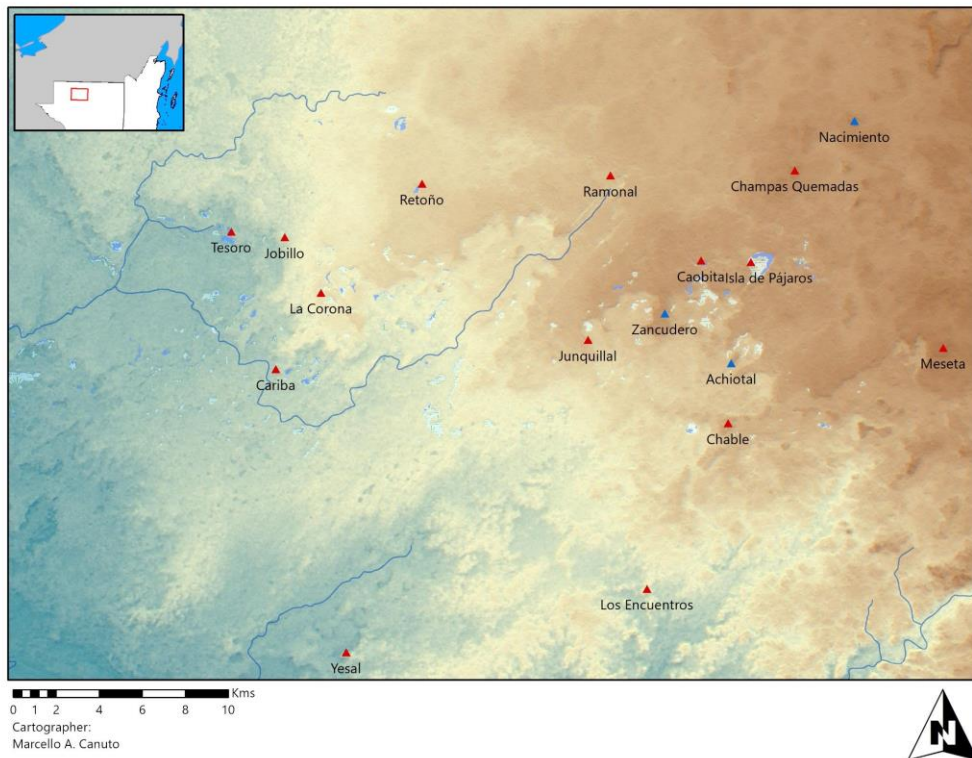 Nacimiento
Retoño
Ramonal
Champas Quemadas
Tesoro
Jobillo
Caobita
Isla de Pájaros
La Corona
Zancudero
Junquillal
Meseta
Cariba
Achiotal
Chable
Los Encuentros
Yesal
Kms
0 1 2 4 6 8 10
Cartographer:
Marcello A. Canuto
N